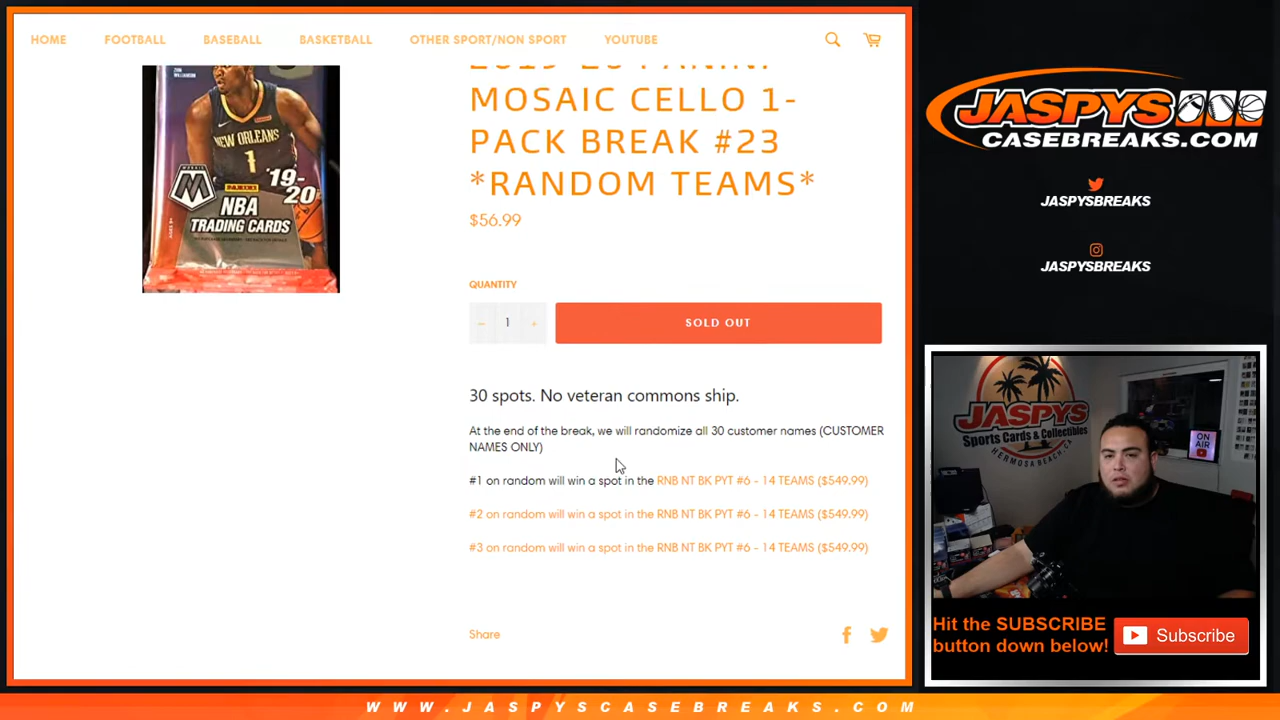 HOME FOOTBALL BASEBALL BASKETBALL OTHER SPORT/NON SPORT YOUTUBE
2019-20 PANINI
MOSAIC CELLO 1-
PACK BREAK #23
*RANDOM TEAMS*
$56.99
QUANTITY
− 1 +
SOLD OUT
30 spots. No veteran commons ship.
At the end of the break, we will randomize all 30 customer names (CUSTOMER
NAMES ONLY)
#1 on random will win a spot in the RNB NT BK PYT #6 - 14 TEAMS ($549.99)
#2 on random will win a spot in the RNB NT BK PYT #6 - 14 TEAMS ($549.99)
#3 on random will win a spot in the RNB NT BK PYT #6 - 14 TEAMS ($549.99)
Share
NEW ORLEANS
1
M
MOSAIC
PANINI
19-
20
NBA
TRADING CARDS
JASPYS
CASEBREAKS.COM
JASPYSBREAKS
JASPYSBREAKS
JASPYS
Sports Cards & Collectibles
HERMOSA BEACH, CA
ON
AIR
Hit the SUBSCRIBE
button down below!
Subscribe
WWW.JASPYSCASEBREAKS.COM